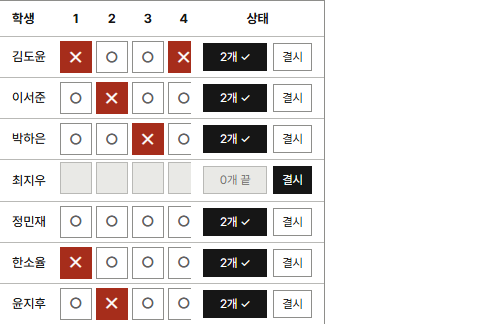 학생 1 2 3 4 상태
김도윤 × ○ ○ × 2개 ✓ 결시
이서준 ○ × ○ ○ 2개 ✓ 결시
박하은 ○ ○ × ○ 2개 ✓ 결시
최지우 0개 끝 결시
정민재 ○ ○ ○ ○ 2개 ✓ 결시
한소율 × ○ ○ ○ 2개 ✓ 결시
윤지후 ○ × ○ ○ 2개 ✓ 결시